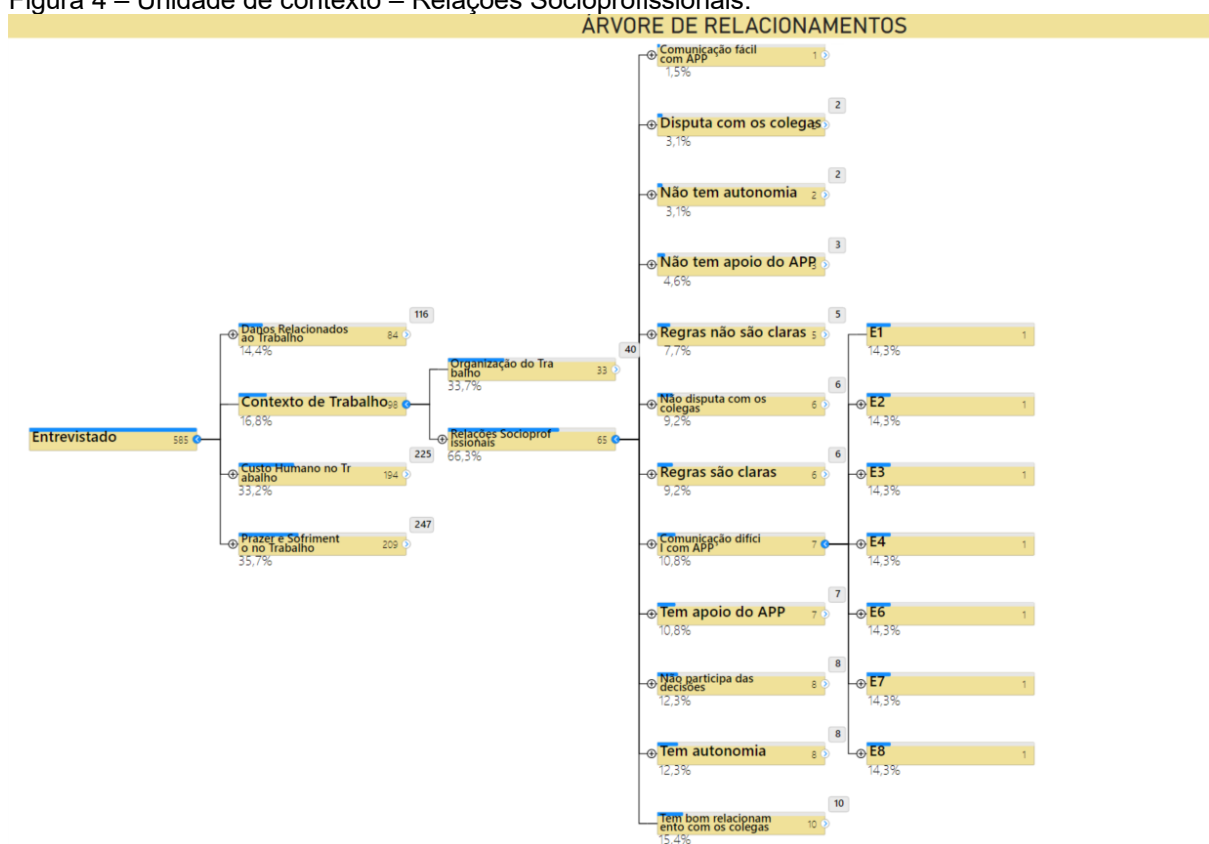 Figura 4 – Unidade de contexto – Relações Socioprofissionais.
ÁRVORE DE RELACIONAMENTOS
Entrevistado 585
116
Danos Relacionados
ao Trabalho 84
14,4%
Contexto de Trabalho 98
16,8%
225
Custo Humano no Tr
abalho 194
33,2%
247
Prazer e Sofriment
o no Trabalho 209
35,7%
Organização do Tra
balho 33
33,7%
40
Relações Socioprof
issionais 65
66,3%
Comunicação fácil
com APP 1
1,5%
2
Disputa com os colegas
3,1%
2
Não tem autonomia 2
3,1%
3
Não tem apoio do APP 3
4,6%
5
Regras não são claras 5
7,7%
6
Não disputa com os
colegas 6
9,2%
6
Regras são claras 6
9,2%
Comunicação difíci
l com APP 7
10,8%
7
Tem apoio do APP 7
10,8%
8
Não participa das
decisões 8
12,3%
8
Tem autonomia 8
12,3%
10
Tem bom relacionam
ento com os colegas 10
15,4%
E1 1
14,3%
E2 1
14,3%
E3 1
14,3%
E4 1
14,3%
E6 1
14,3%
E7 1
14,3%
E8 1
14,3%